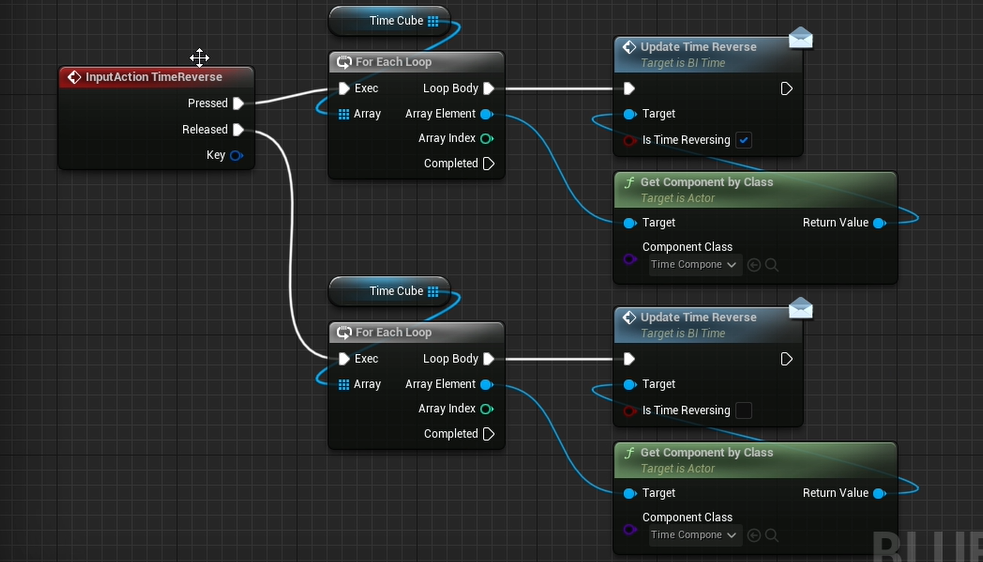 Time Cube
For Each Loop
Exec
Loop Body
Array
Array Element
Array Index
Completed
InputAction TimeReverse
Pressed
Released
Key
Update Time Reverse
Target is BI Time
Target
Is Time Reversing
Get Component by Class
Target is Actor
Target
Return Value
Component Class
Time Compone
Time Cube
For Each Loop
Exec
Loop Body
Array
Array Element
Array Index
Completed
Update Time Reverse
Target is BI Time
Target
Is Time Reversing
Get Component by Class
Target is Actor
Target
Return Value
Component Class
Time Compone
BLUE